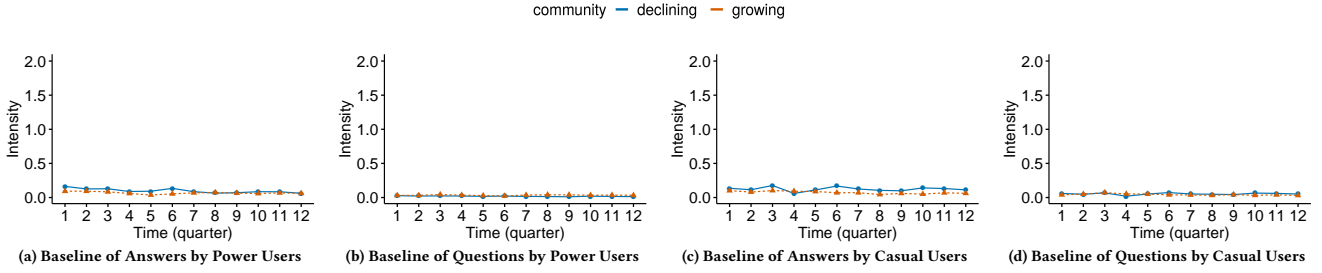 community declining growing
2.0
1.5
1.0
0.5
0.0
Intensity
1 2 3 4 5 6 7 8 9 10 11 12
Time (quarter)
(a) Baseline of Answers by Power Users
2.0
1.5
1.0
0.5
0.0
Intensity
1 2 3 4 5 6 7 8 9 10 11 12
Time (quarter)
(b) Baseline of Questions by Power Users
2.0
1.5
1.0
0.5
0.0
Intensity
1 2 3 4 5 6 7 8 9 10 11 12
Time (quarter)
(c) Baseline of Answers by Casual Users
2.0
1.5
1.0
0.5
0.0
Intensity
1 2 3 4 5 6 7 8 9 10 11 12
Time (quarter)
(d) Baseline of Questions by Casual Users